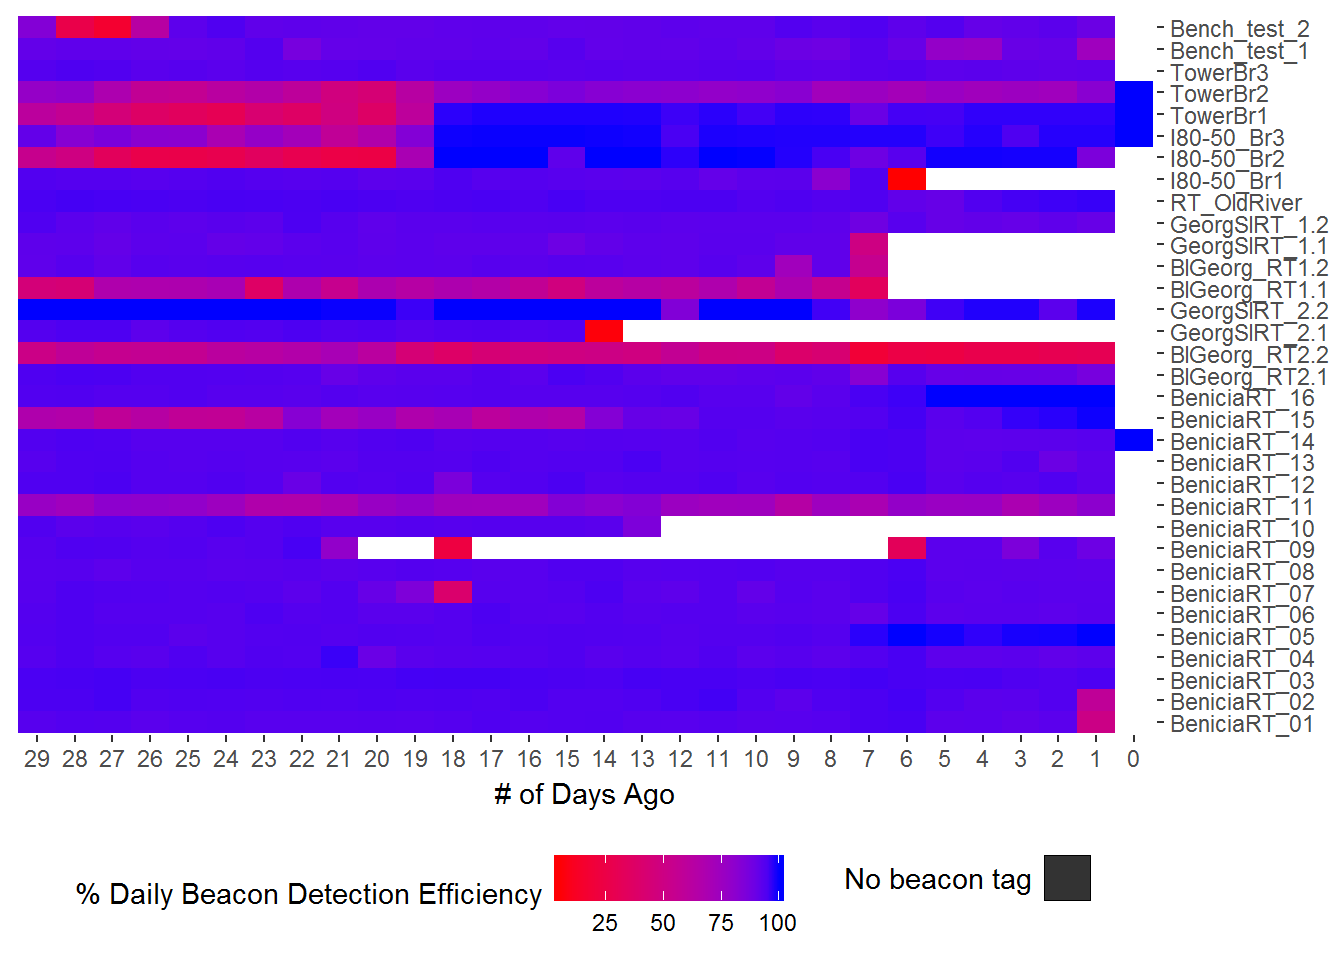 Bench_test_2
Bench_test_1
TowerBr3
TowerBr2
TowerBr1
I80-50_Br3
I80-50_Br2
I80-50_Br1
RT_OldRiver
GeorgSlRT_1.2
GeorgSlRT_1.1
BlGeorg_RT1.2
BlGeorg_RT1.1
GeorgSlRT_2.2
GeorgSlRT_2.1
BlGeorg_RT2.2
BlGeorg_RT2.1
BeniciaRT_16
BeniciaRT_15
BeniciaRT_14
BeniciaRT_13
BeniciaRT_12
BeniciaRT_11
BeniciaRT_10
BeniciaRT_09
BeniciaRT_08
BeniciaRT_07
BeniciaRT_06
BeniciaRT_05
BeniciaRT_04
BeniciaRT_03
BeniciaRT_02
BeniciaRT_01
29 28 27 26 25 24 23 22 21 20 19 18 17 16 15 14 13 12 11 10 9 8 7 6 5 4 3 2 1 0
# of Days Ago
% Daily Beacon Detection Efficiency
25 50 75 100
No beacon tag